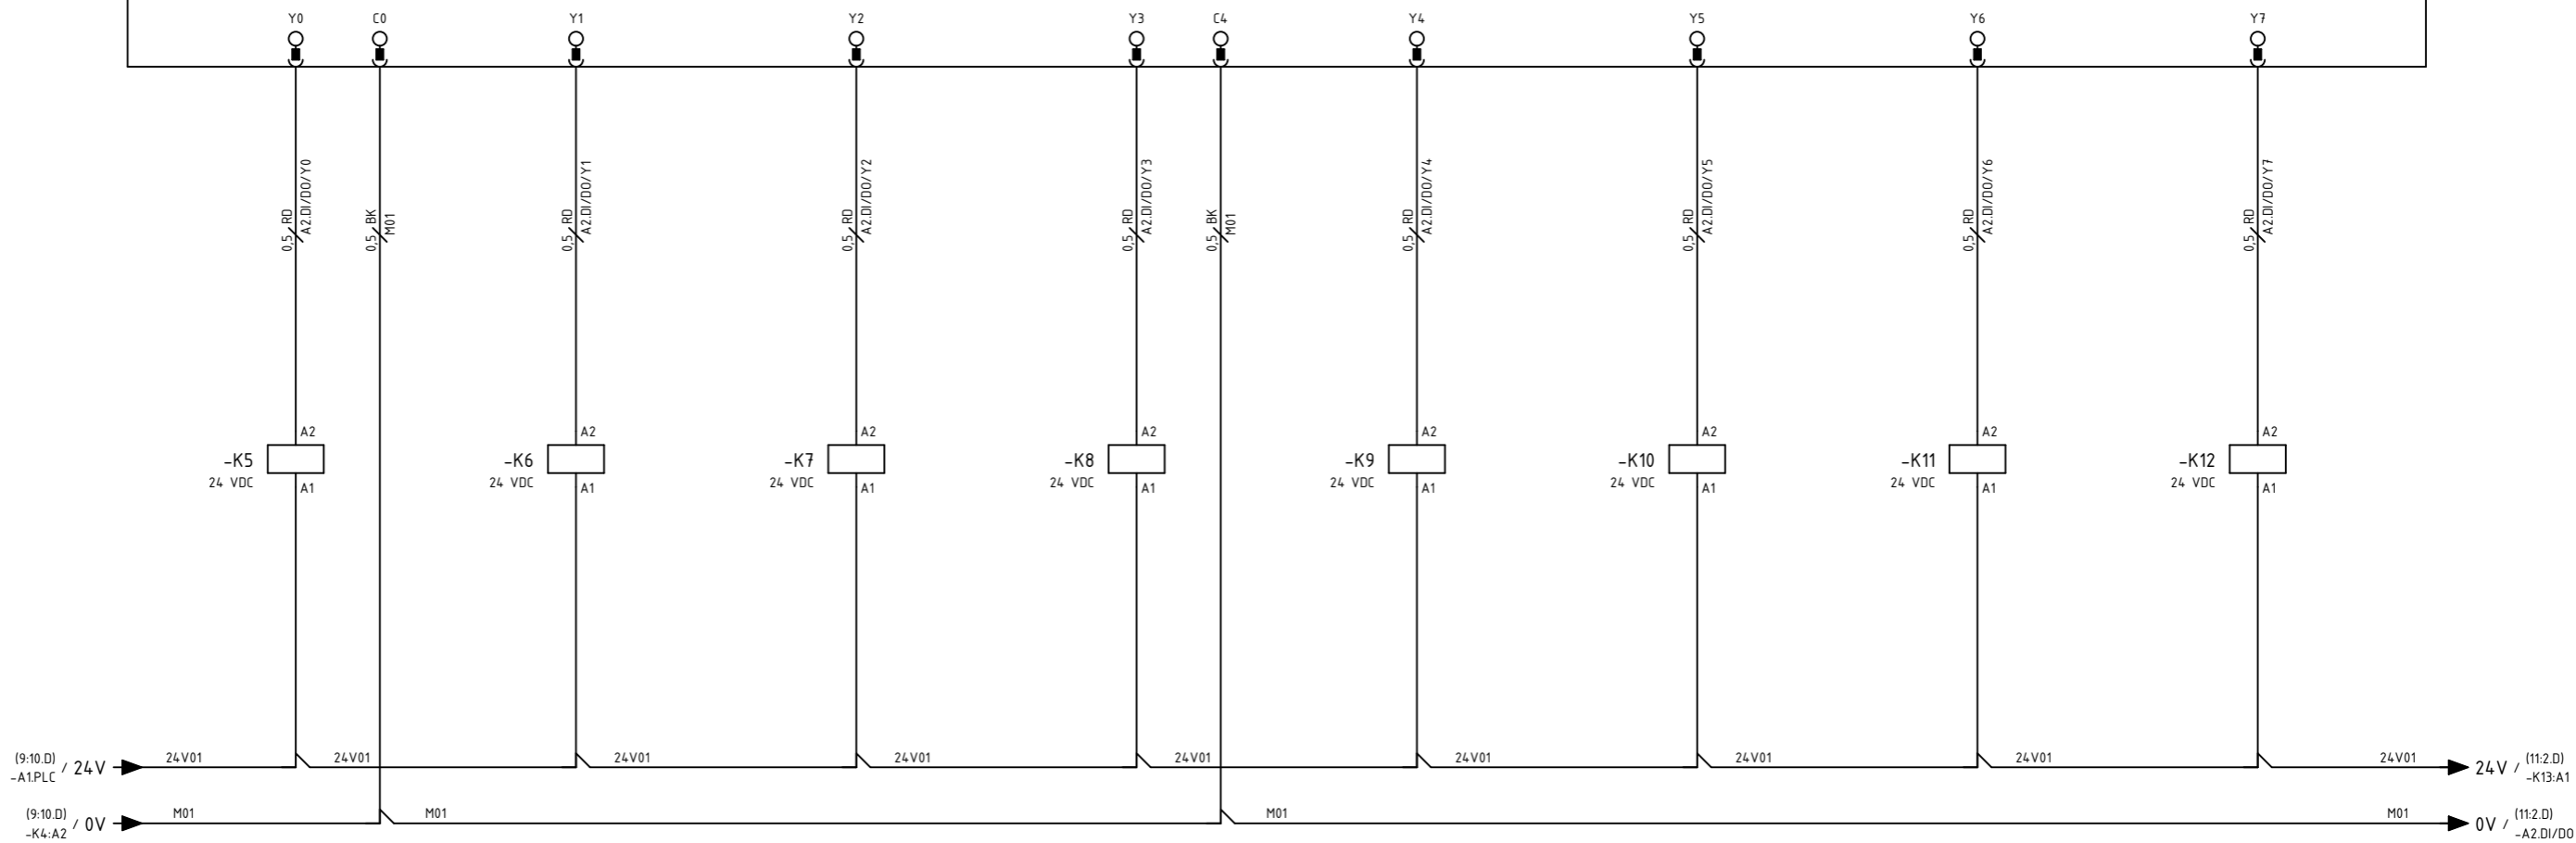 Y0 C0 Y1 Y2 Y3 C4 Y4 Y5 Y6 Y7
0,5 RD
A2.DI/DO/Y0
0,5 BK
M01
0,5 RD
A2.DI/DO/Y1
0,5 RD
A2.DI/DO/Y2
0,5 RD
A2.DI/DO/Y3
0,5 BK
M01
0,5 RD
A2.DI/DO/Y4
0,5 RD
A2.DI/DO/Y5
0,5 RD
A2.DI/DO/Y6
0,5 RD
A2.DI/DO/Y7
A2 A2 A2 A2 A2 A2 A2 A2
-K5 -K6 -K7 -K8 -K9 -K10 -K11 -K12
24 VDC 24 VDC 24 VDC 24 VDC 24 VDC 24 VDC 24 VDC 24 VDC
A1 A1 A1 A1 A1 A1 A1 A1
(9:10.D)
-A1.PLC / 24V
24V01 24V01 24V01 24V01 24V01 24V01 24V01 24V01 24V01
24V / (11:2.D)
-K13:A1
(9:10.D)
-K4:A2 / 0V
M01 M01 M01 M01
0V / (11:2.D)
-A2.DI/DO